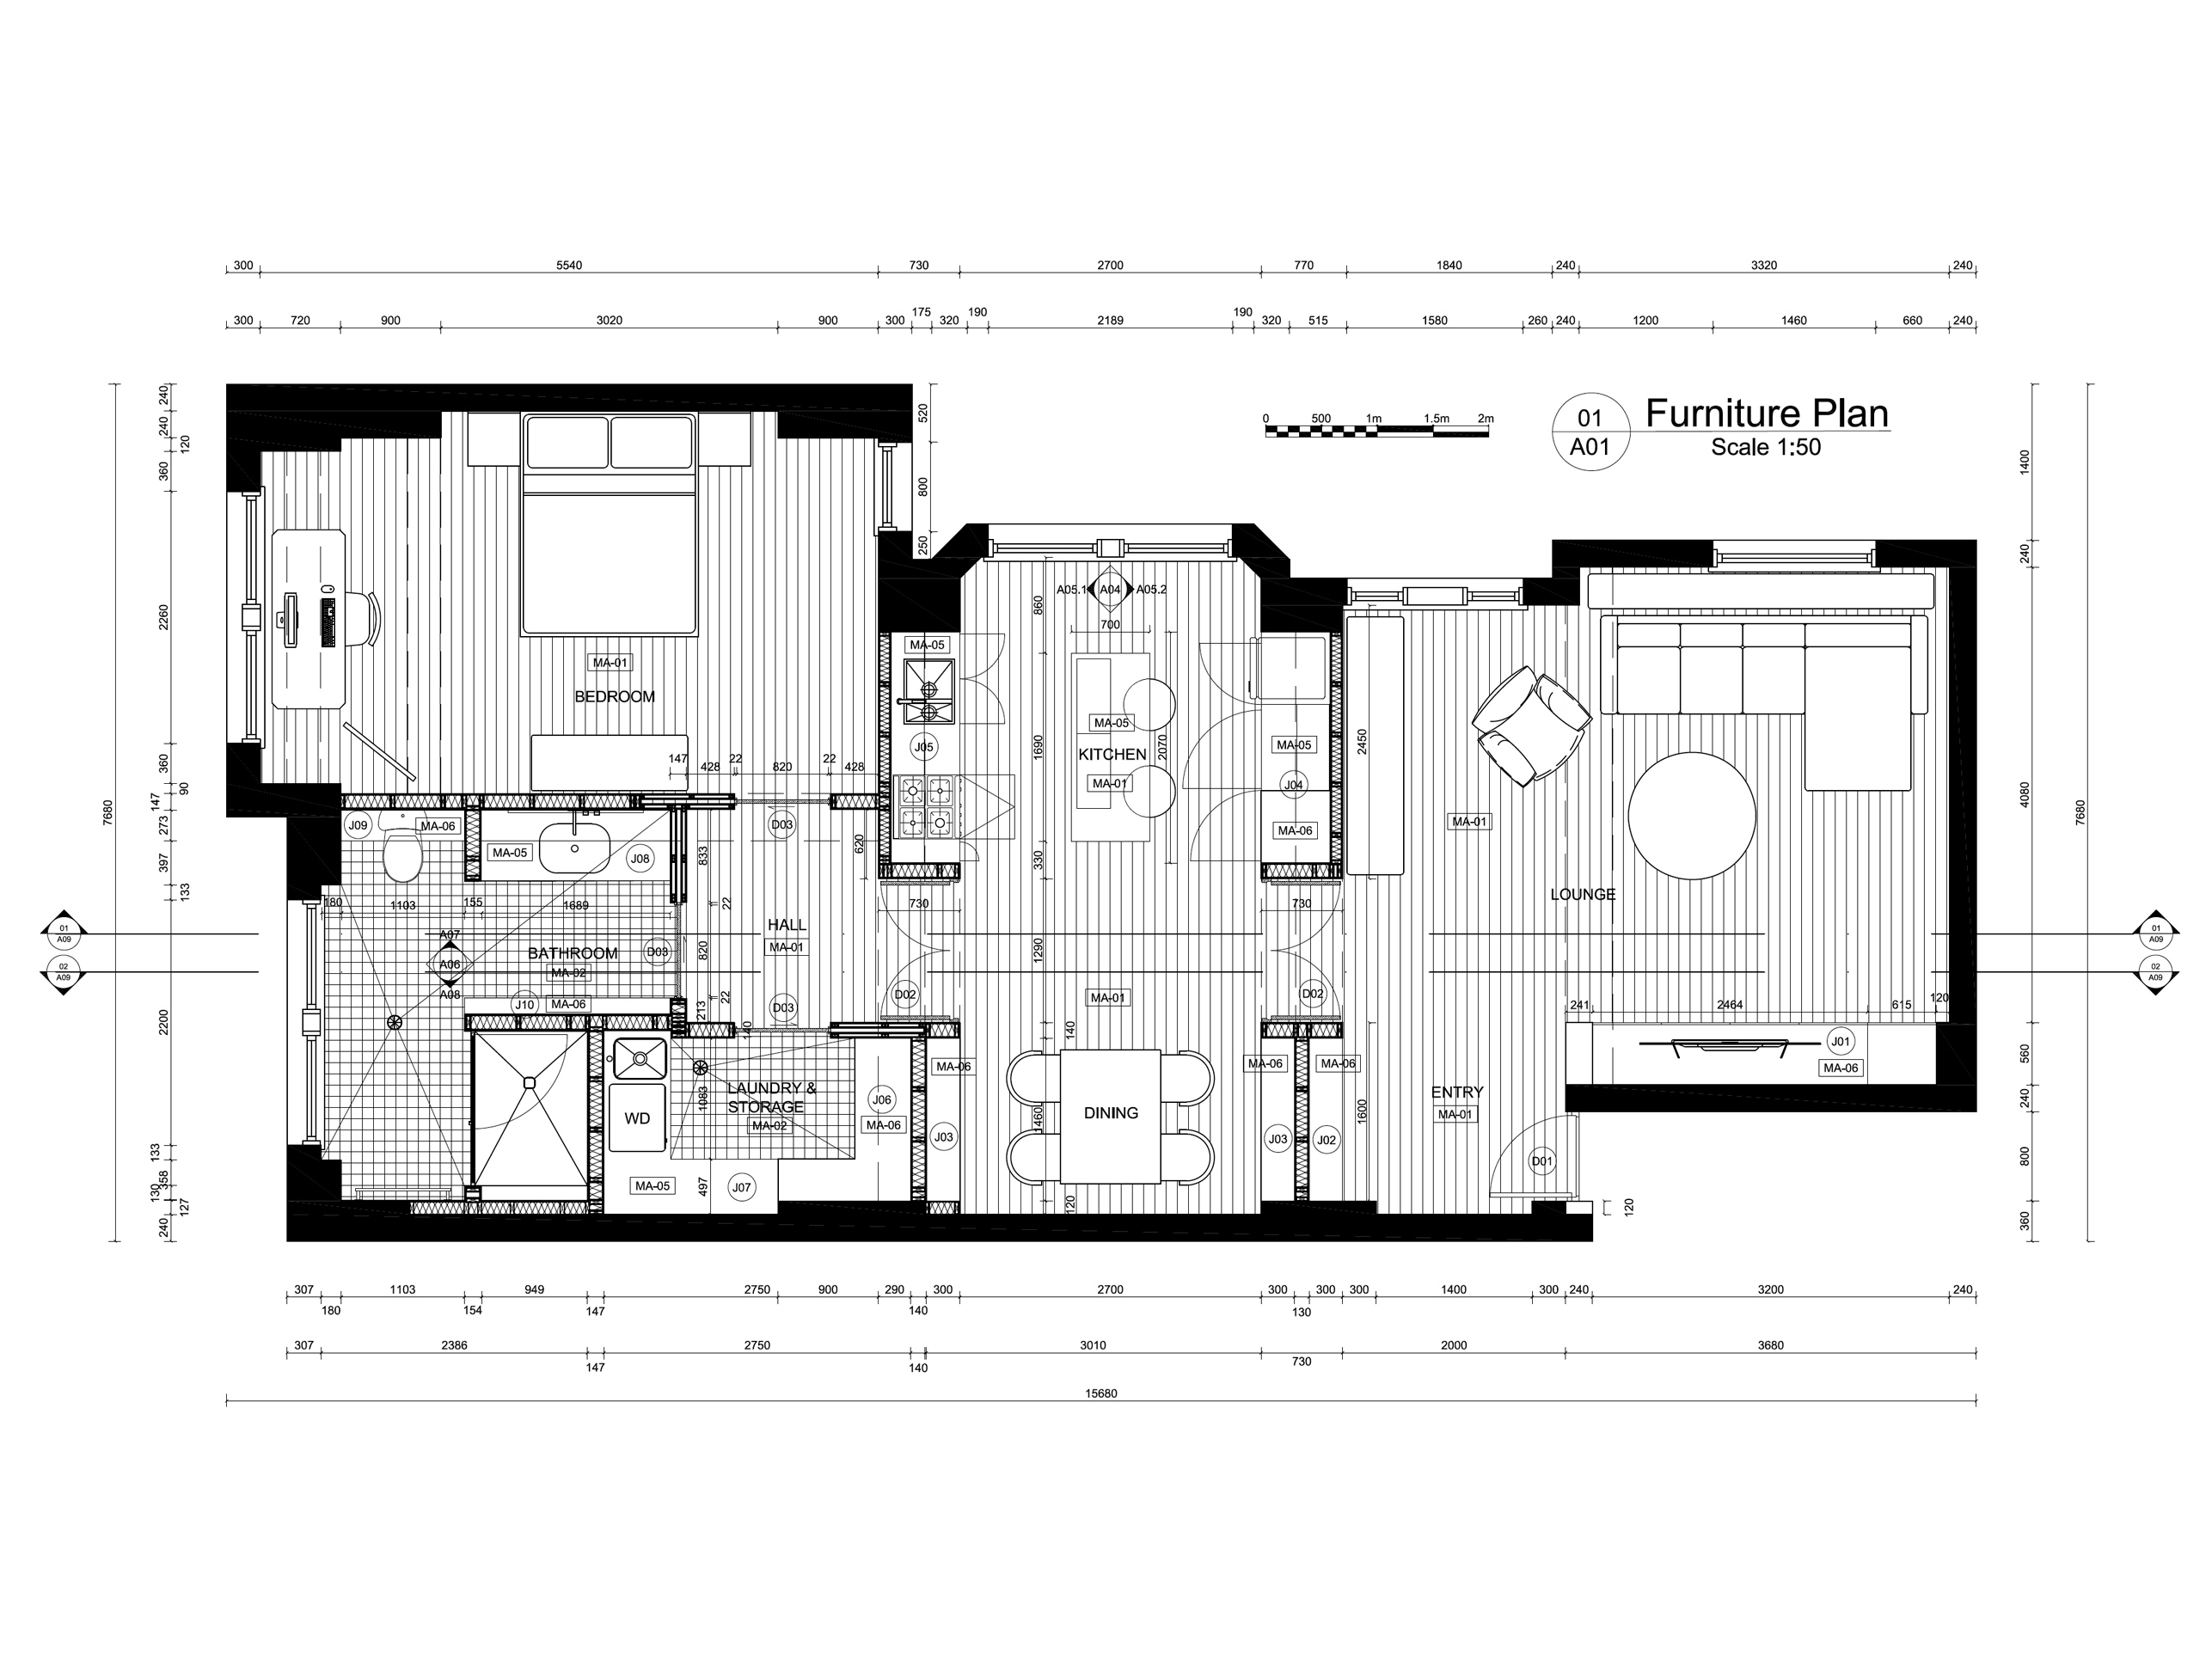 300 5540 730 2700 770 1840 240 3320 240
300 720 900 3020 900 300 175 320 190 2189 190 320 515 1580 260 240 1200 1460 660 240
0 500 1m 1.5m 2m
01
A01
Furniture Plan
Scale 1:50
7680
240
240
120
360
2260
360
90
147
273
397
133
2200
133
358
130
127
240
520
800
250
1400
240
4080
560
240
800
360
7680
120
MA-01
BEDROOM
147 428 22 820 22 428
MA-05
J05
A05.1 A04 A05.2
860
700
MA-05
KITCHEN
MA-01
1690
2070
330
MA-05
J04
MA-06
2450
MA-01
LOUNGE
J09
MA-06
MA-05
J08
D03
833
620
180 1103 155 1689
22
730
730
01
A09
02
A09
A07
A06
A08
BATHROOM
MA-02
D03
820
HALL
MA-01
D02
1290
MA-01
D02
01
A09
02
A09
J10
MA-06
213
22
D03
140
140
241 2464 615 120
J01
MA-06
WD
LAUNDRY &
STORAGE
MA-02
1083
J06
MA-06
MA-06
J03
1460
DINING
MA-06
J03
MA-06
J02
1600
ENTRY
MA-01
D01
MA-05
J07
497
120
307 1103 949 2750 900 290 300 2700 300 300 300 1400 300 240 3200 240
180 154 147 140 130
307 2386 2750 3010 2000 3680
147 140 730
15680